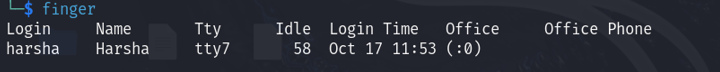 └─$ finger
Login     Name       Tty      Idle  Login Time   Office     Office Phone
harsha    Harsha     tty7       58  Oct 17 11:53 (:0)